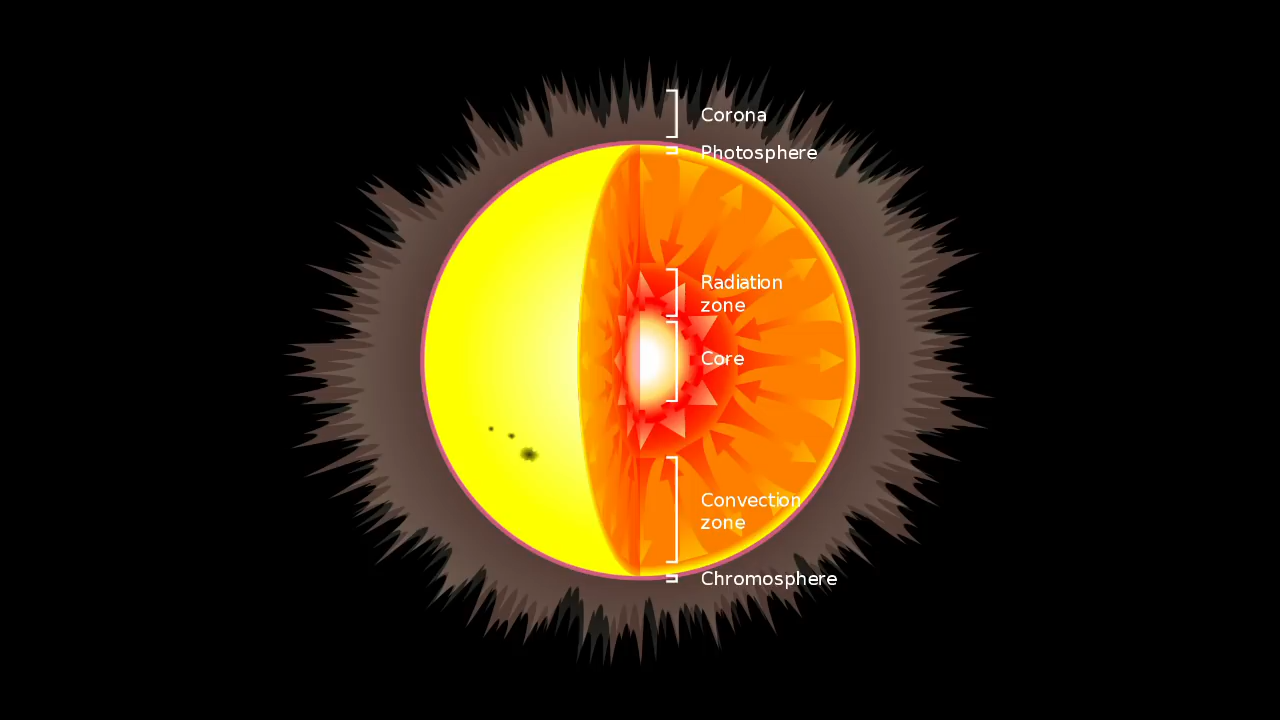 Corona
Photosphere
Radiation
zone
Core
Convection
zone
Chromosphere